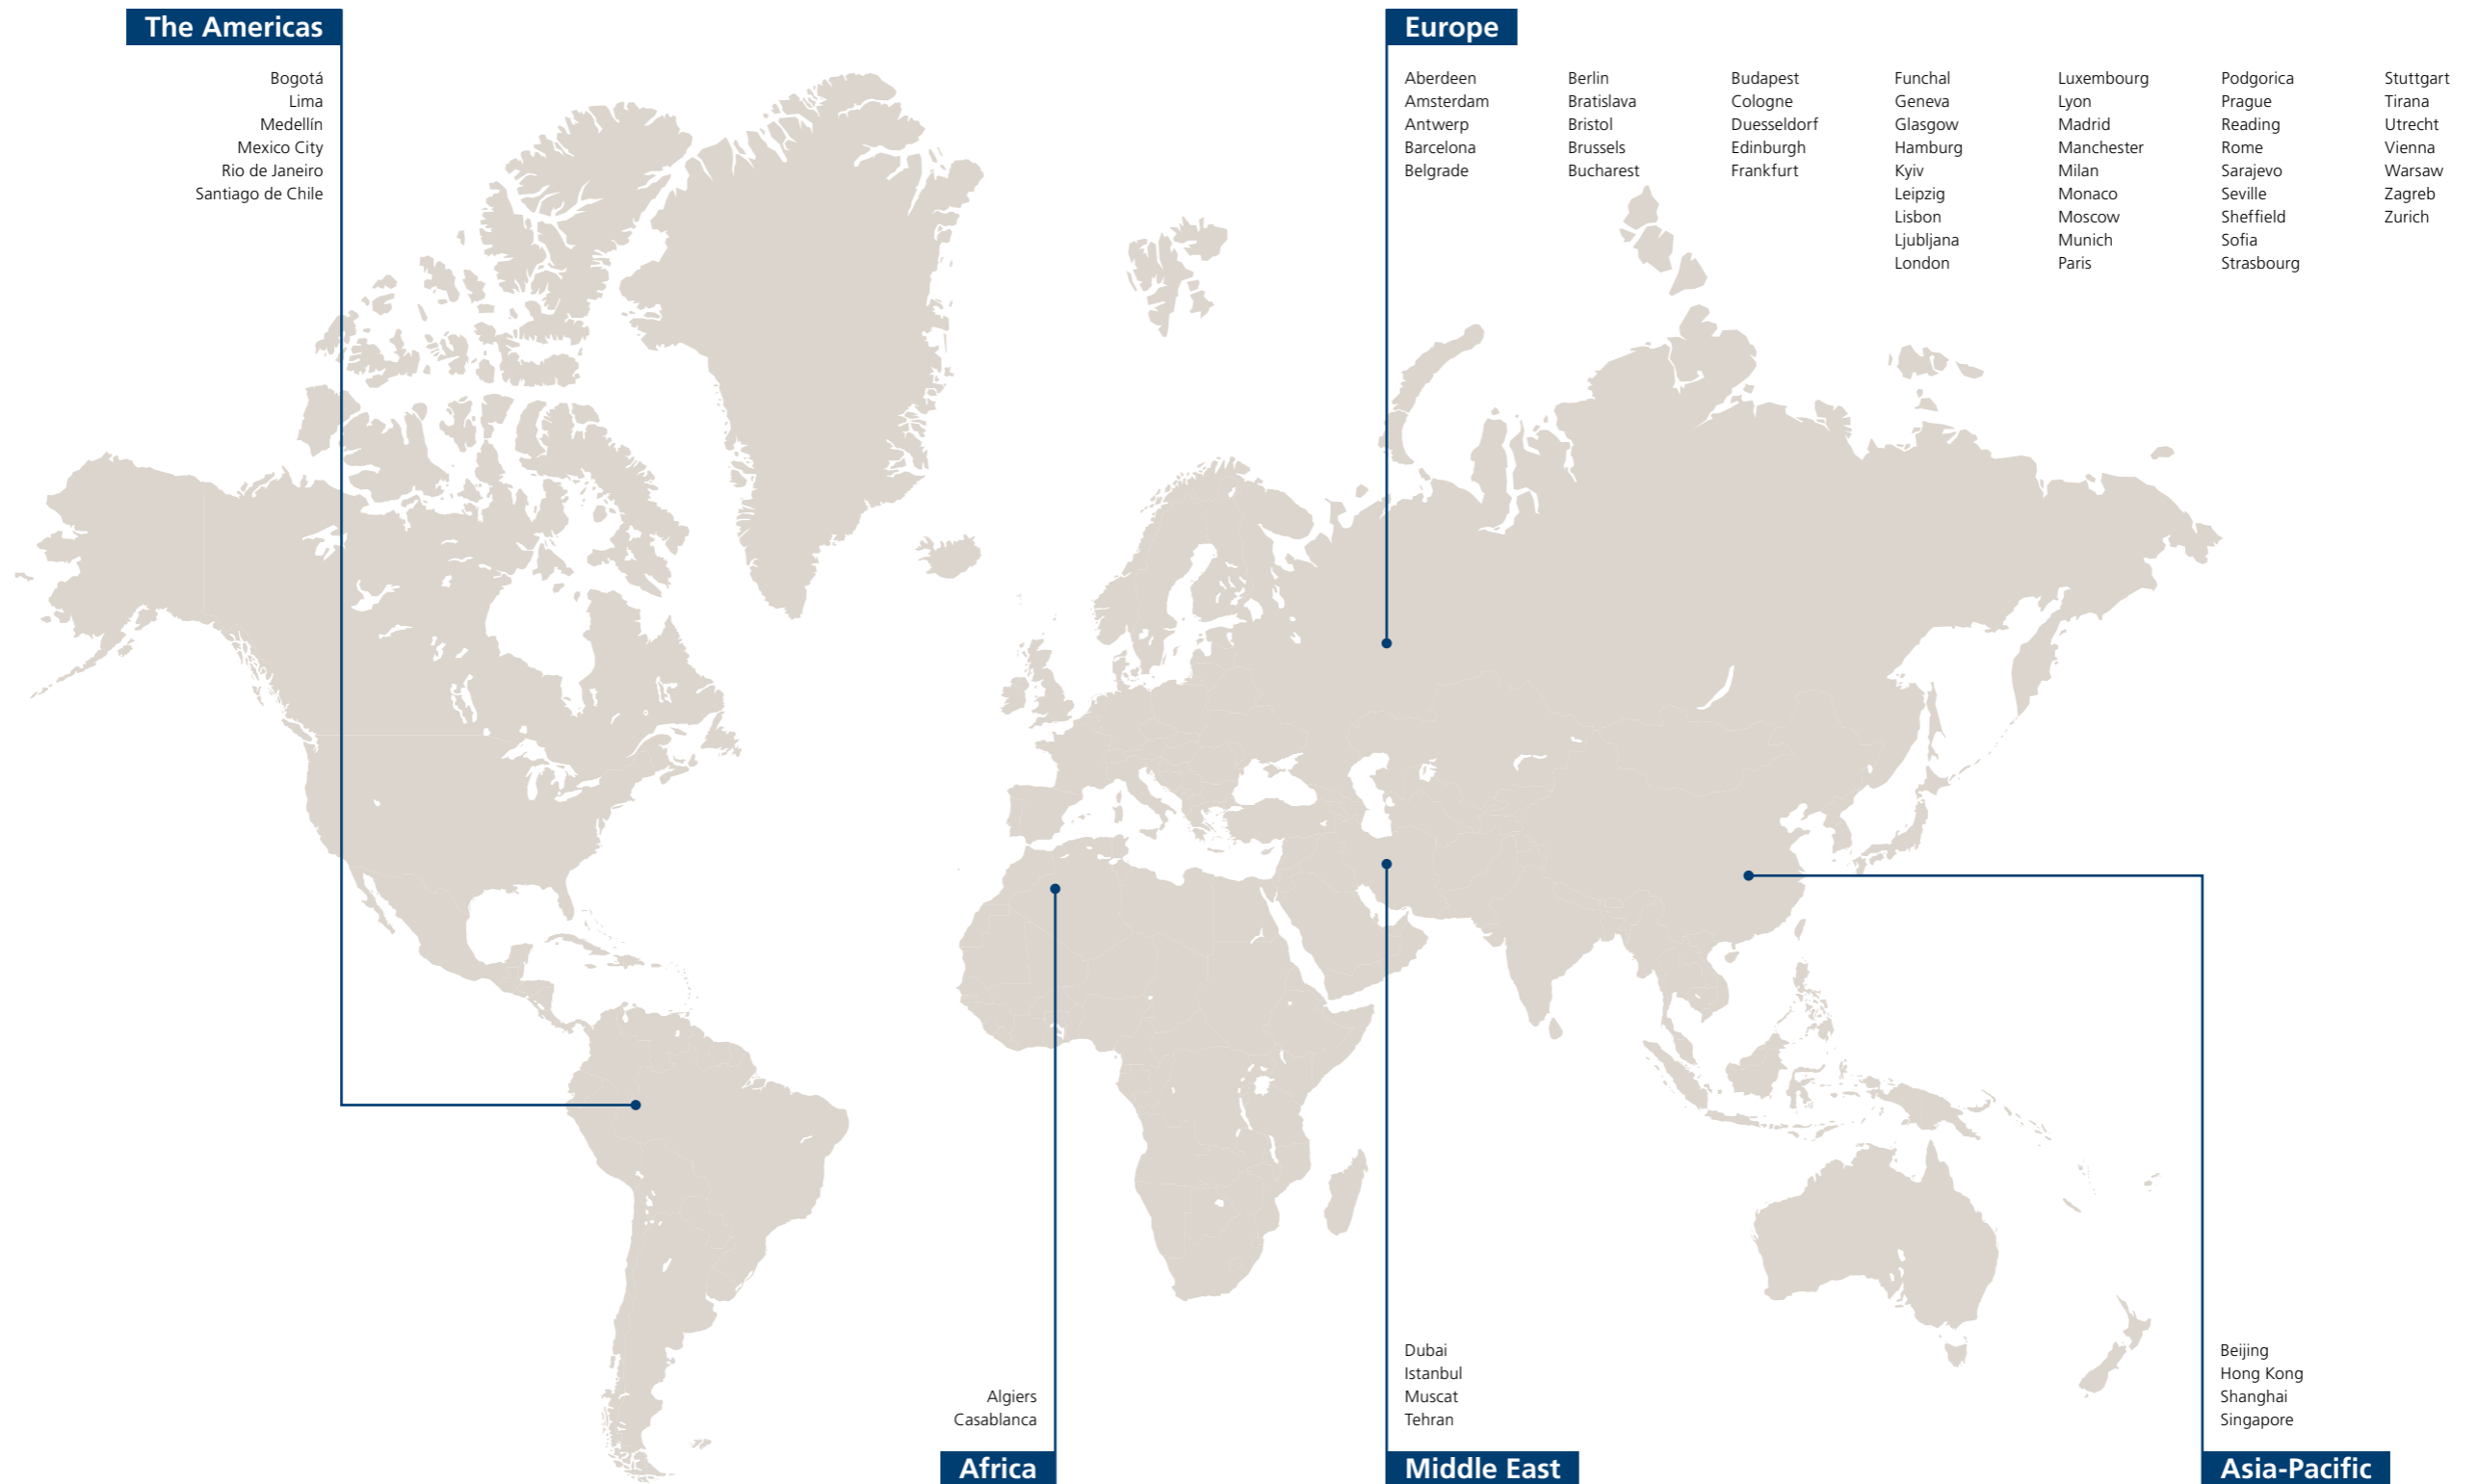 The Americas
Bogotá
Lima
Medellín
Mexico City
Rio de Janeiro
Santiago de Chile
Europe
Aberdeen
Amsterdam
Antwerp
Barcelona
Belgrade
Berlin
Bratislava
Bristol
Brussels
Bucharest
Budapest
Cologne
Duesseldorf
Edinburgh
Frankfurt
Funchal
Geneva
Glasgow
Hamburg
Kyiv
Leipzig
Lisbon
Ljubljana
London
Luxembourg
Lyon
Madrid
Manchester
Milan
Monaco
Moscow
Munich
Paris
Podgorica
Prague
Reading
Rome
Sarajevo
Seville
Sheffield
Sofia
Strasbourg
Stuttgart
Tirana
Utrecht
Vienna
Warsaw
Zagreb
Zurich
Algiers
Casablanca
Africa
Dubai
Istanbul
Muscat
Tehran
Middle East
Beijing
Hong Kong
Shanghai
Singapore
Asia-Pacific